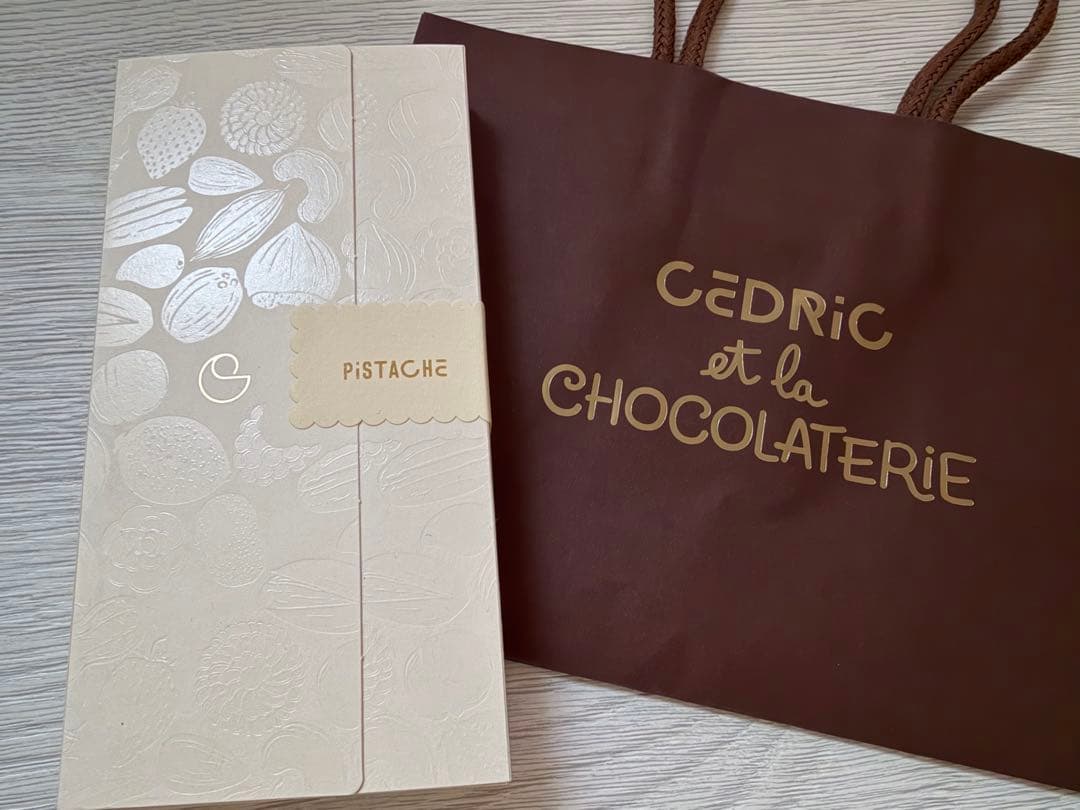 PiSTACHE
CEDRiC
et la
CHOCOLATERiE